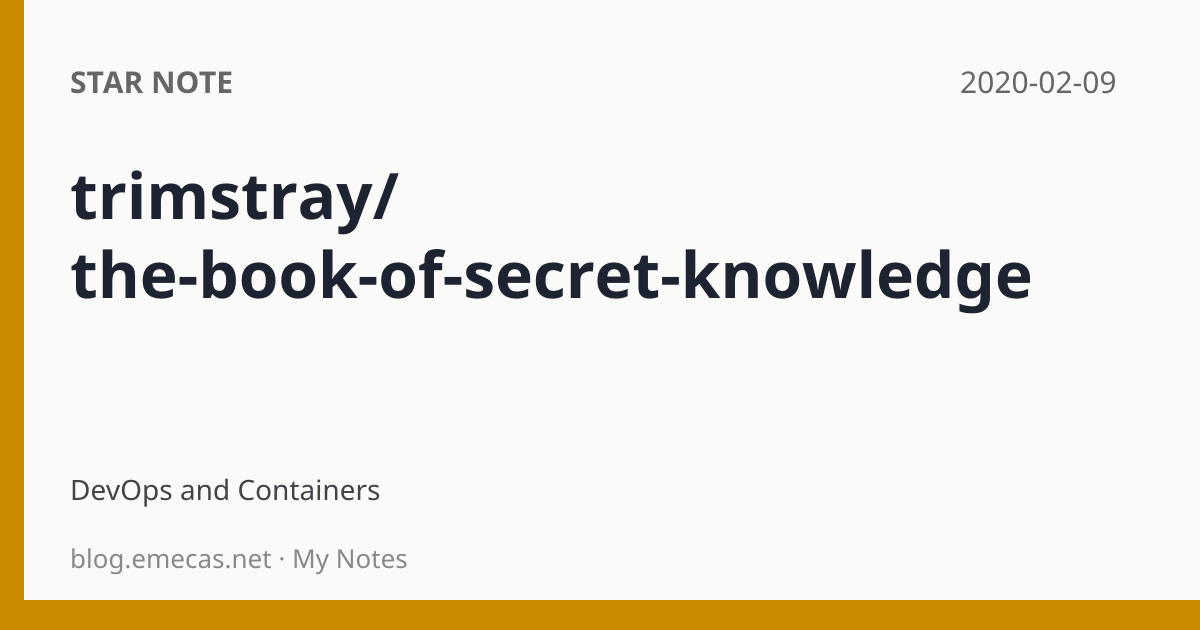 STAR NOTE
2020-02-09
trimstray/
the-book-of-secret-knowledge
DevOps and Containers
blog.emecas.net · My Notes